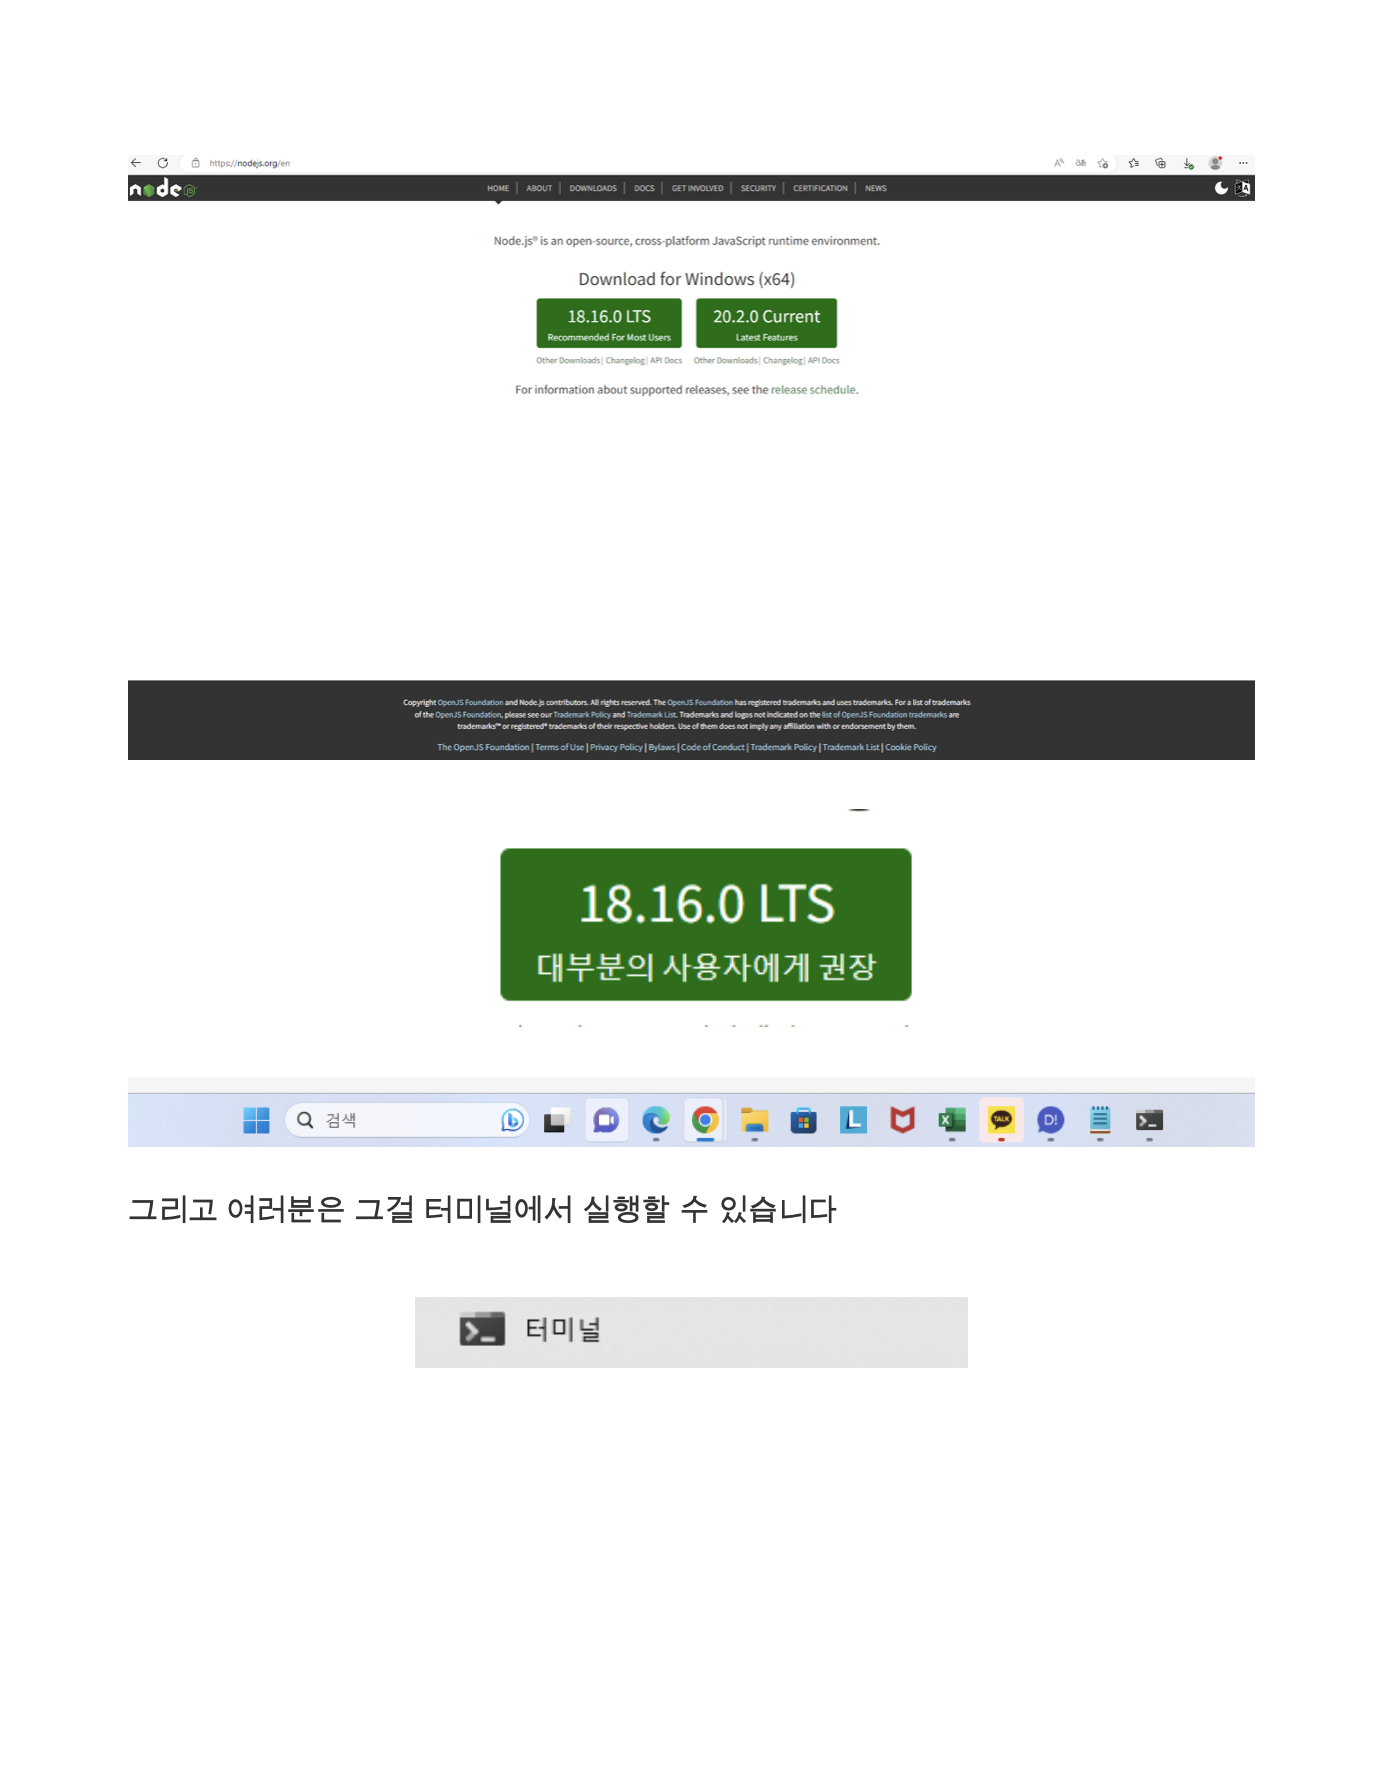 https://nodejs.org/en
node JS
HOME | ABOUT | DOWNLOADS | DOCS | GET INVOLVED | SECURITY | CERTIFICATION | NEWS
Node.js® is an open-source, cross-platform JavaScript runtime environment.
Download for Windows (x64)
18.16.0 LTS
Recommended For Most Users
20.2.0 Current
Latest Features
Other Downloads | Changelog | API Docs
Other Downloads | Changelog | API Docs
For information about supported releases, see the release schedule.
Copyright OpenJS Foundation and Node.js contributors. All rights reserved. The OpenJS Foundation has registered trademarks and uses trademarks. For a list of trademarks
of the OpenJS Foundation, please see our Trademark Policy and Trademark List. Trademarks and logos not indicated on the list of OpenJS Foundation trademarks are
trademarks™ or registered® trademarks of their respective holders. Use of them does not imply any affiliation with or endorsement by them.
The OpenJS Foundation | Terms of Use | Privacy Policy | Bylaws | Code of Conduct | Trademark Policy | Trademark List | Cookie Policy
18.16.0 LTS
대부분의 사용자에게 권장
검색
L
X
TALK
D!
그리고 여러분은 그걸 터미널에서 실행할 수 있습니다
터미널